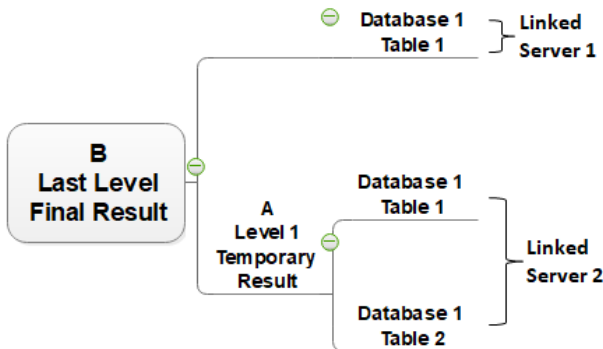 Database 1
Table 1
Linked
Server 1
B
Last Level
Final Result
A
Level 1
Temporary
Result
Database 1
Table 1
Database 1
Table 2
Linked
Server 2